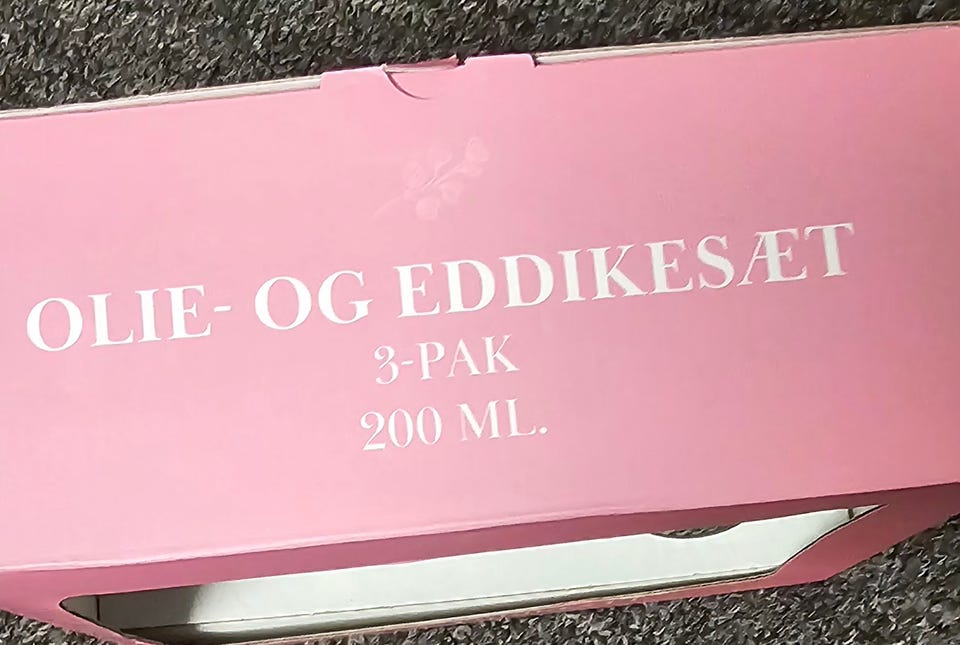 OLIE- OG EDDIKESÆT
3-PAK
200 ML.